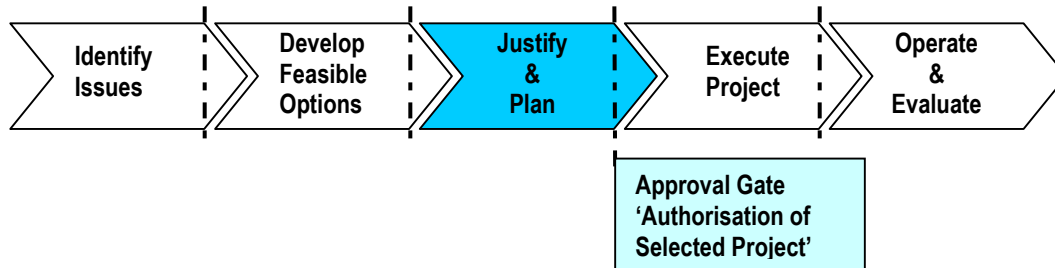 Identify
Issues
Develop
Feasible
Options
Justify
&
Plan
Execute
Project
Operate
&
Evaluate
Approval Gate
‘Authorisation of
Selected Project’